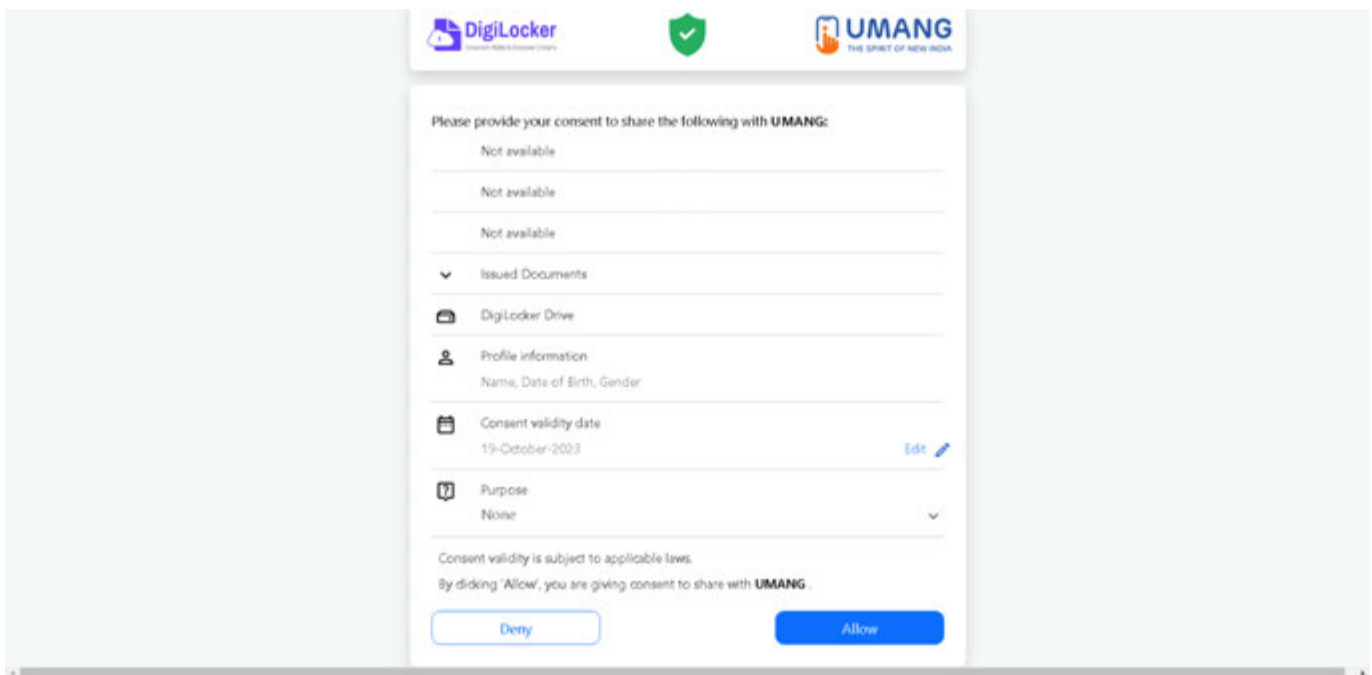 DigiLocker
UMANG
THE SPIRIT OF NEW INDIA
Please provide your consent to share the following with UMANG:
Not available
Not available
Not available
Issued Documents
DigiLocker Drive
Profile information
Name, Date of Birth, Gender
Consent validity date
19-October-2023 Edit
Purpose
None
Consent validity is subject to applicable laws.
By clicking 'Allow', you are giving consent to share with UMANG .
Deny Allow